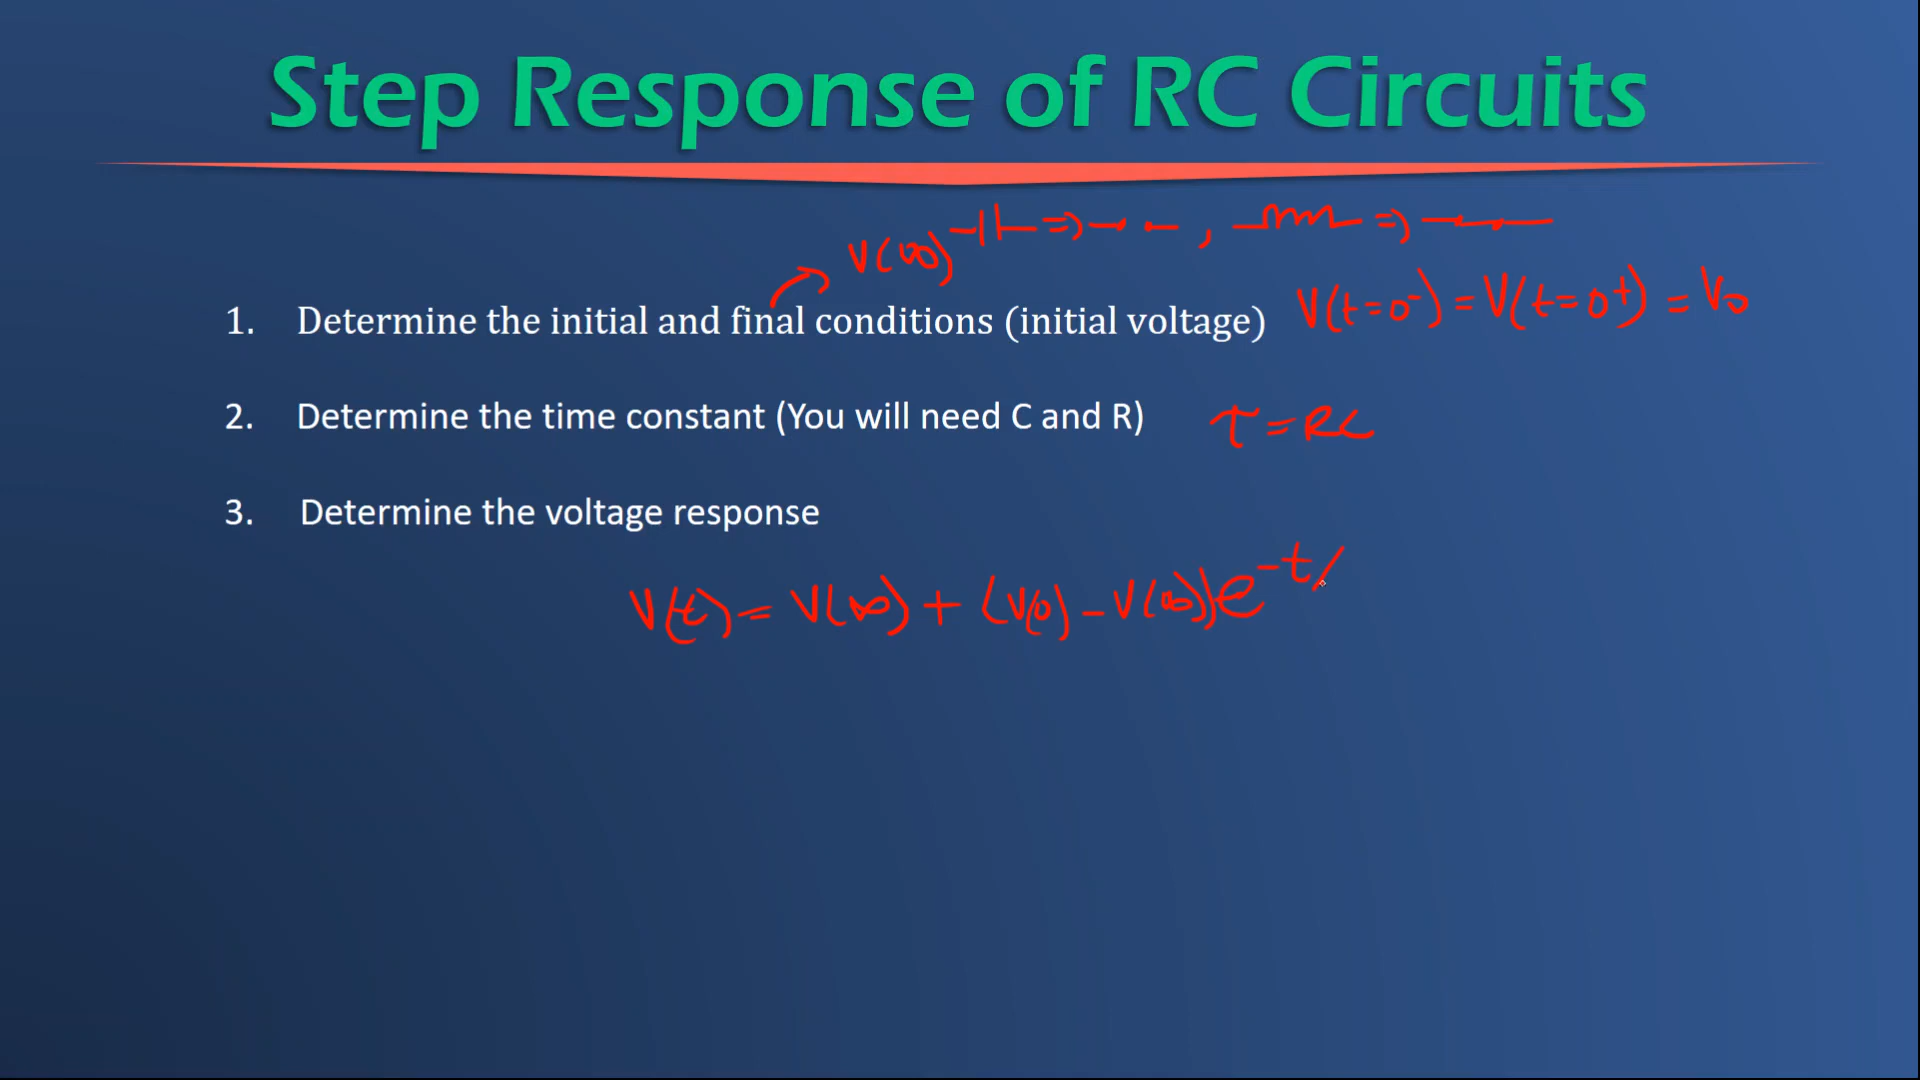 Step Response of RC Circuits
V(∞) ⊣⊢ ⇒ , ⇒
1. Determine the initial and final conditions (initial voltage) V(t=0⁻) = V(t=0⁺) = V₀
2. Determine the time constant (You will need C and R) τ = RC
3. Determine the voltage response
V(t) = V(∞) + (V(0) - V(∞))e^-t/